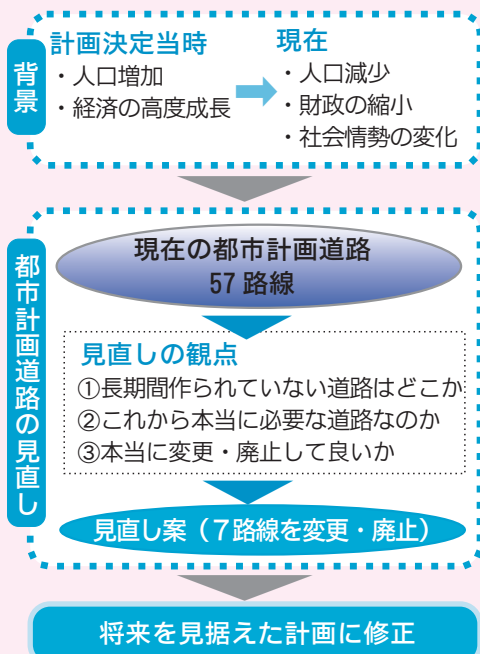 背景
計画決定当時
・人口増加
・経済の高度成長
現在
・人口減少
・財政の縮小
・社会情勢の変化
都市計画道路の見直し
現在の都市計画道路
57 路線
見直しの観点
①長期間作られていない道路はどこか
②これから本当に必要な道路なのか
③本当に変更・廃止して良いか
見直し案（７路線を変更・廃止）
将来を見据えた計画に修正